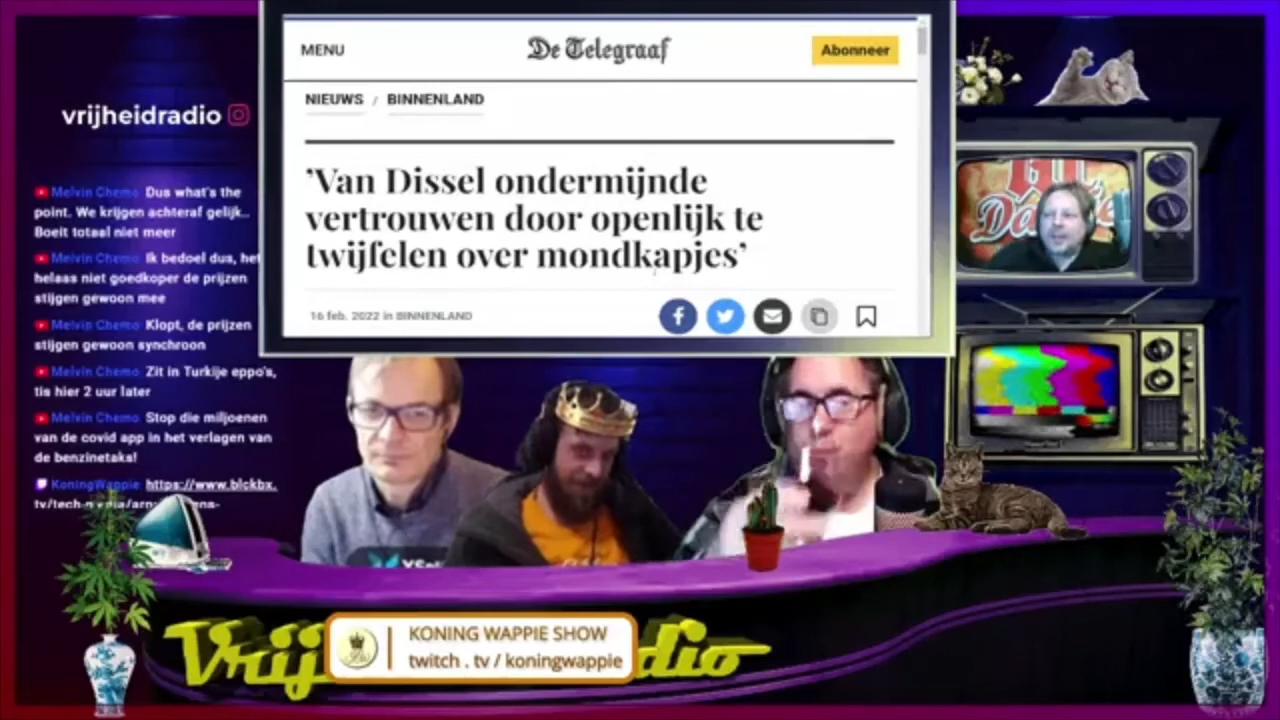 MENU
De Telegraaf
Abonneer
NIEUWS / BINNENLAND
’Van Dissel ondermijnde
vertrouwen door openlijk te
twijfelen over mondkapjes’
16 feb. 2022 in BINNENLAND
vrijheidradio
Melvin Chemo Dus what's the
point. We krijgen achteraf gelijk..
Boeit totaal niet meer
Melvin Chemo Ik bedoel dus, het
helaas niet goedkoper de prijzen
stijgen gewoon mee
Melvin Chemo Klopt, de prijzen
stijgen gewoon synchroon
Melvin Chemo Zit in Turkije eppo's,
tis hier 2 uur later
Melvin Chemo Stop die miljoenen
van de covid app in het verlagen van
de benzinetaks!
KoningWappie https://www.blckbx.
Vrij
dio
KONING WAPPIE SHOW
twitch . tv / koningwappie